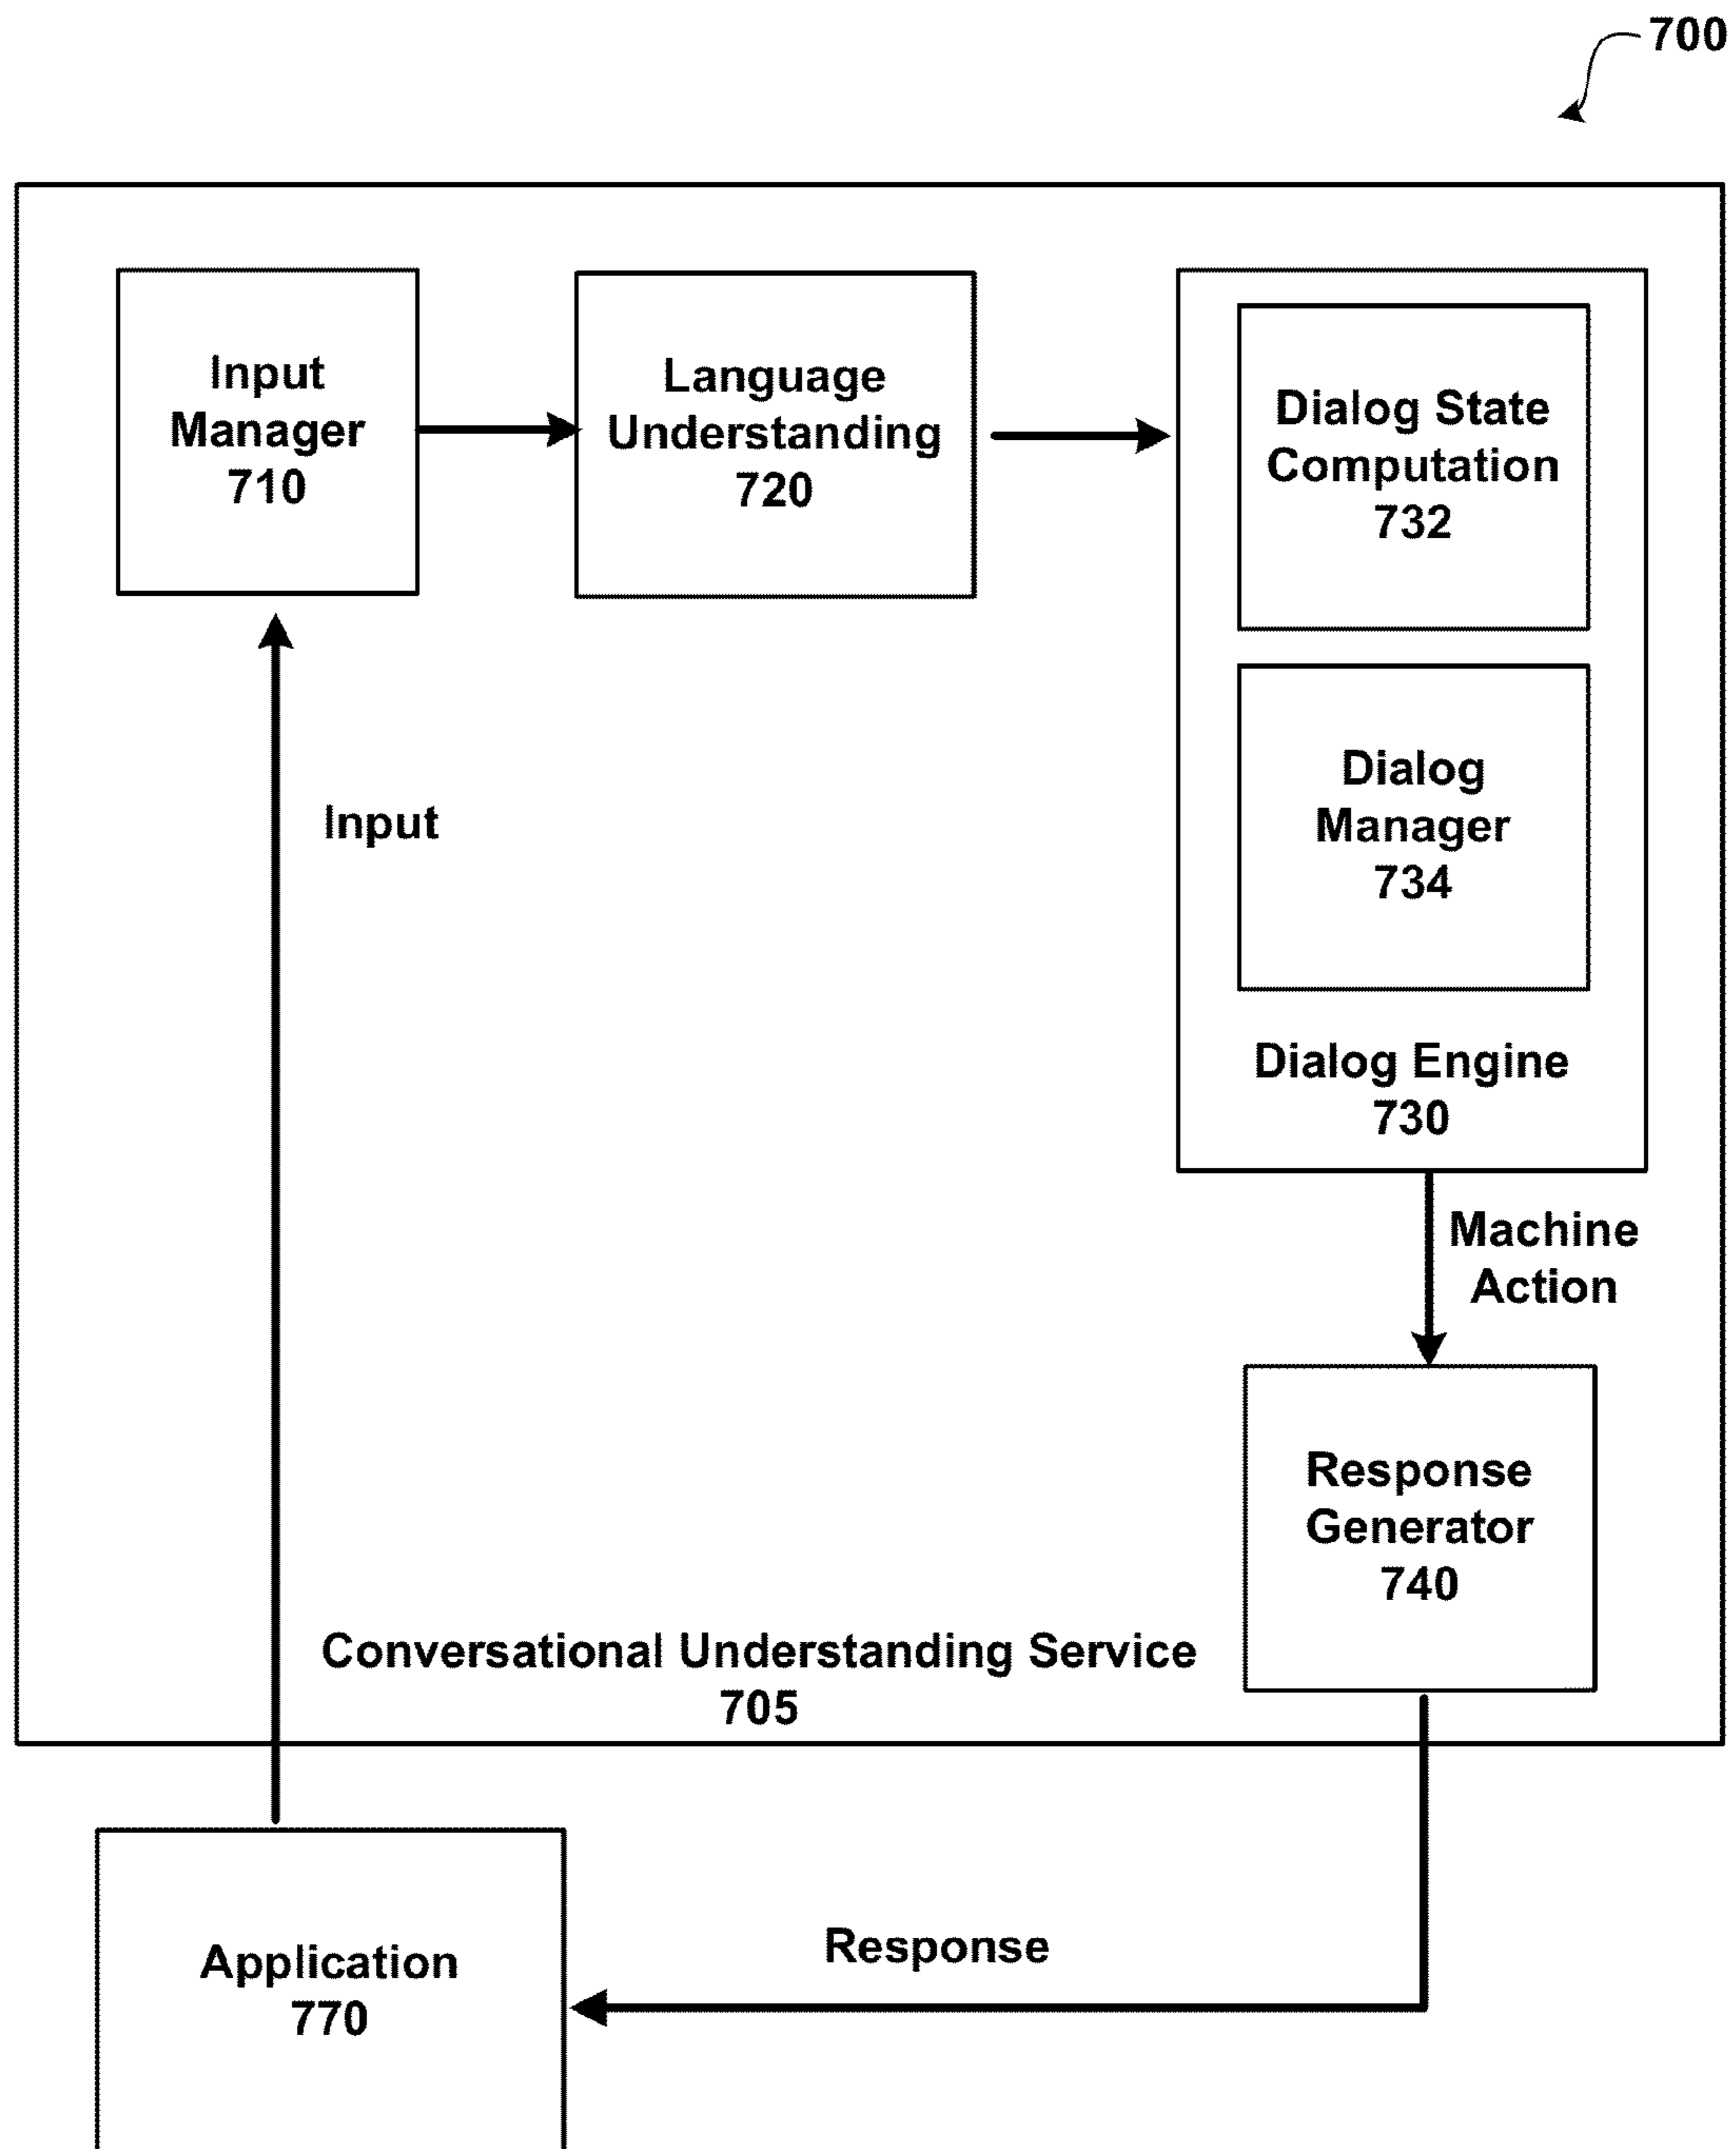 700
Input
Manager
710
Language
Understanding
720
Dialog State
Computation
732
Dialog
Manager
734
Dialog Engine
730
Input
Machine
Action
Response
Generator
740
Conversational Understanding Service
705
Application
770
Response